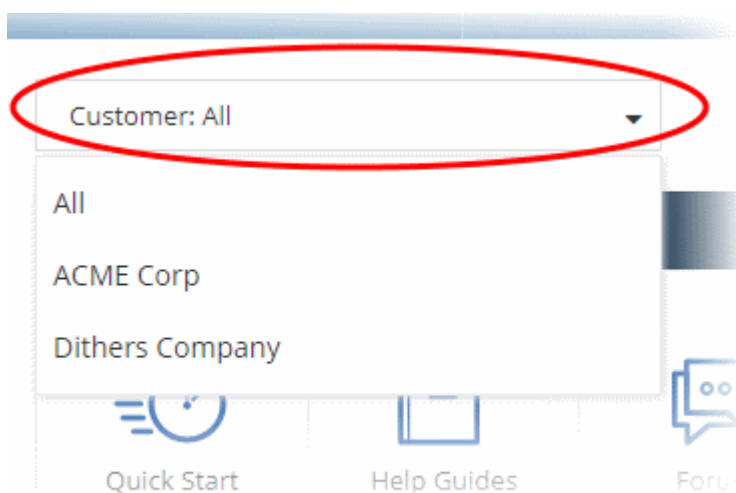 Customer: All
All
ACME Corp
Dithers Company
Quick Start Help Guides